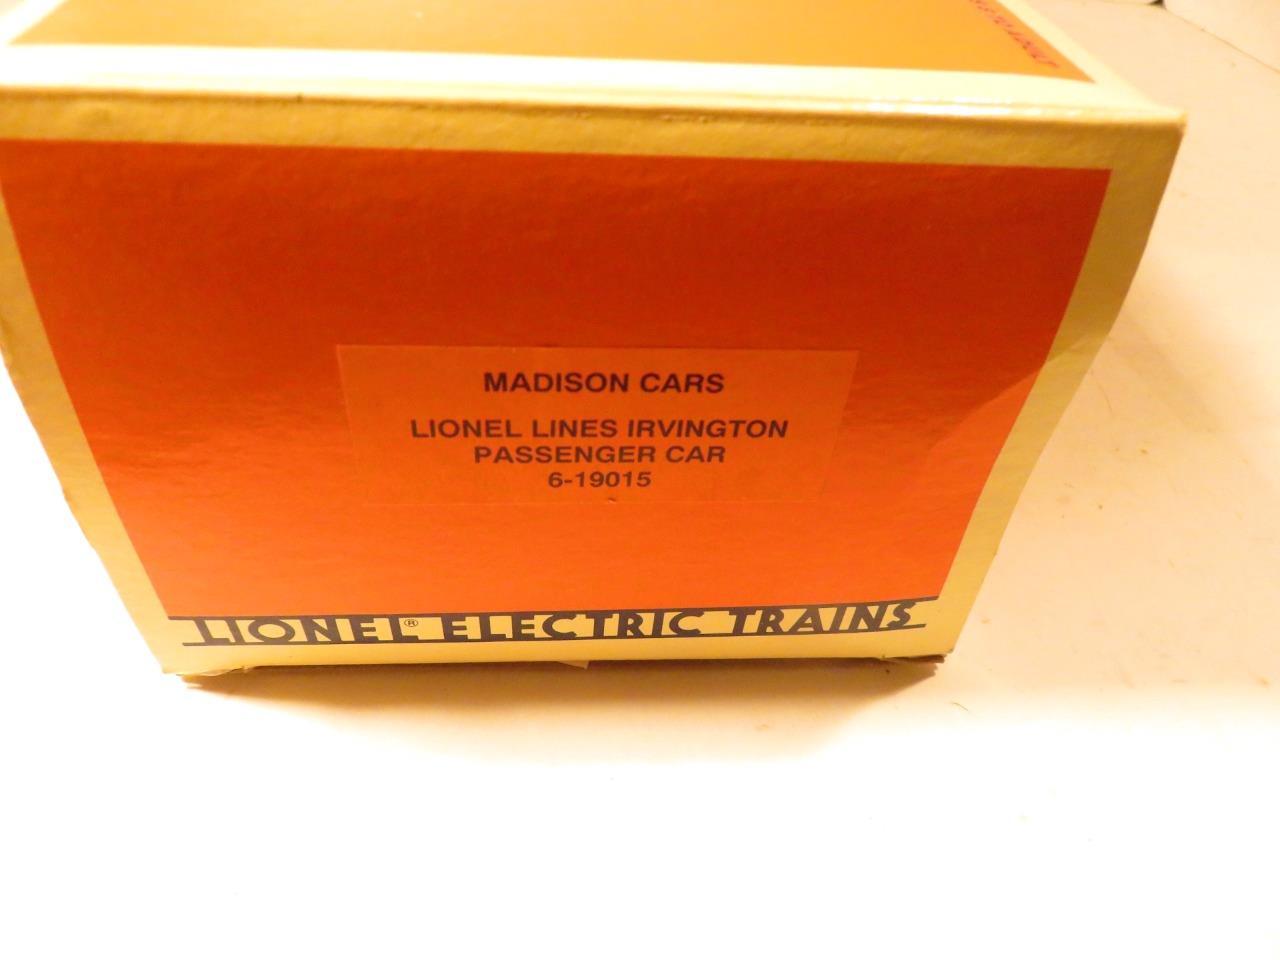 MADISON CARS
LIONEL LINES IRVINGTON
PASSENGER CAR
6-19015
LIONEL® ELECTRIC TRAINS